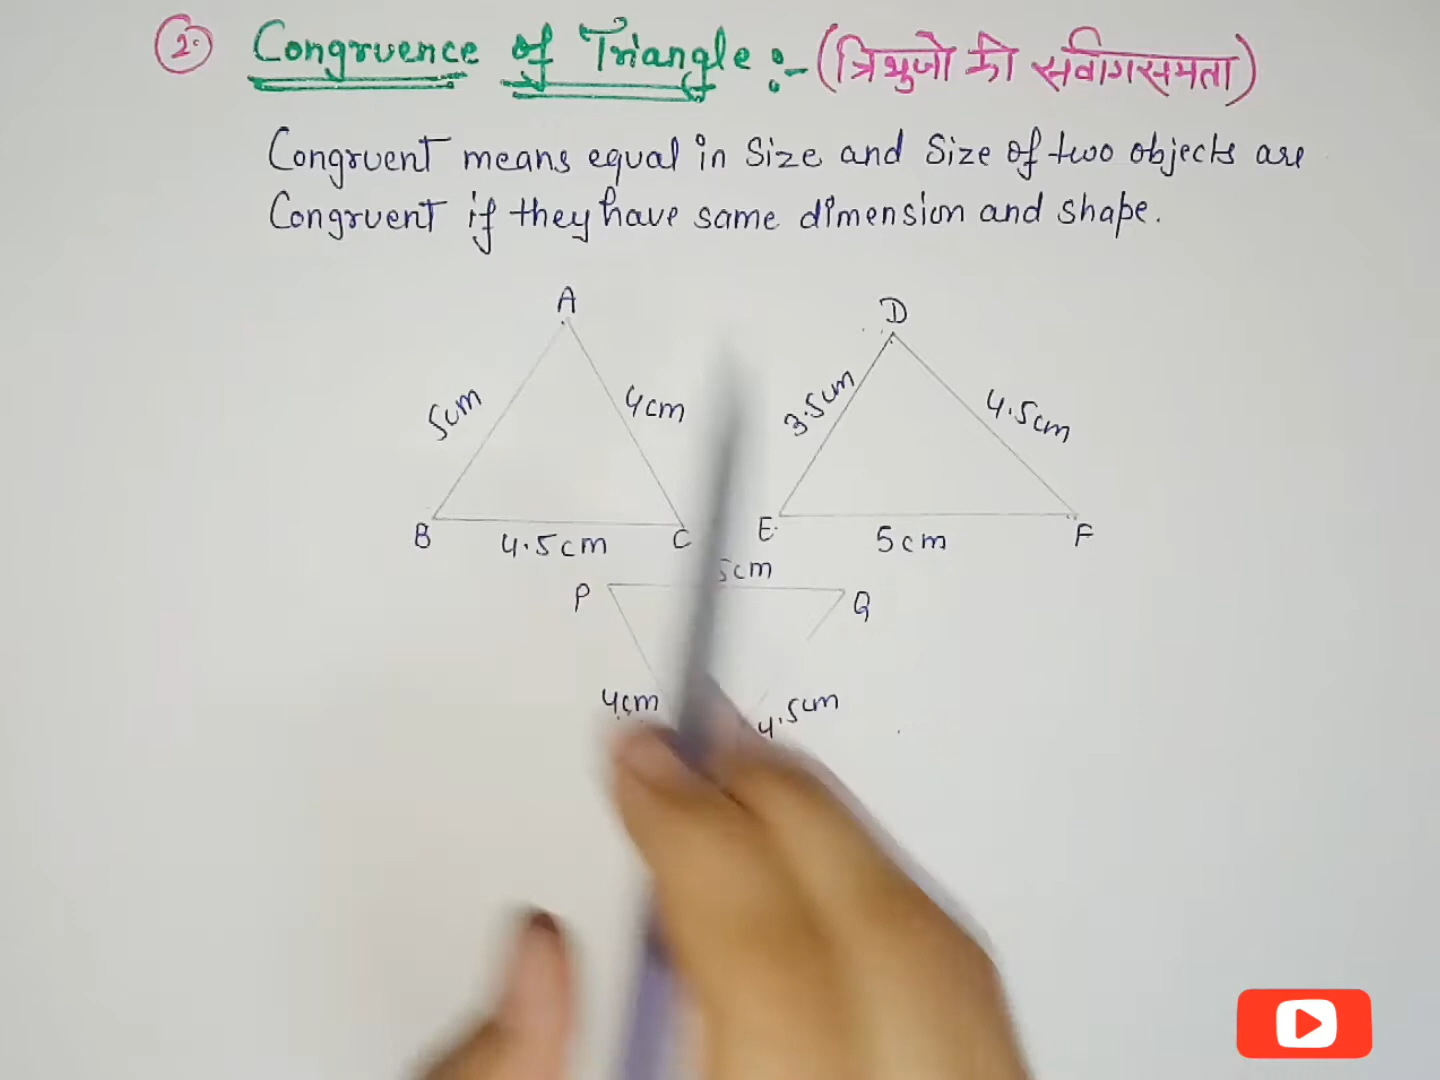 2. Congruence of Triangle :- (त्रिभुजो की सर्वागसमता)
Congruent means equal in Size and Size of two objects are
Congruent if they have same dimension and shape.
A
D
5cm
4cm
3.5cm
4.5cm
B
4.5cm
C
E
5cm
F
5cm
P
Q
4cm
4.5cm